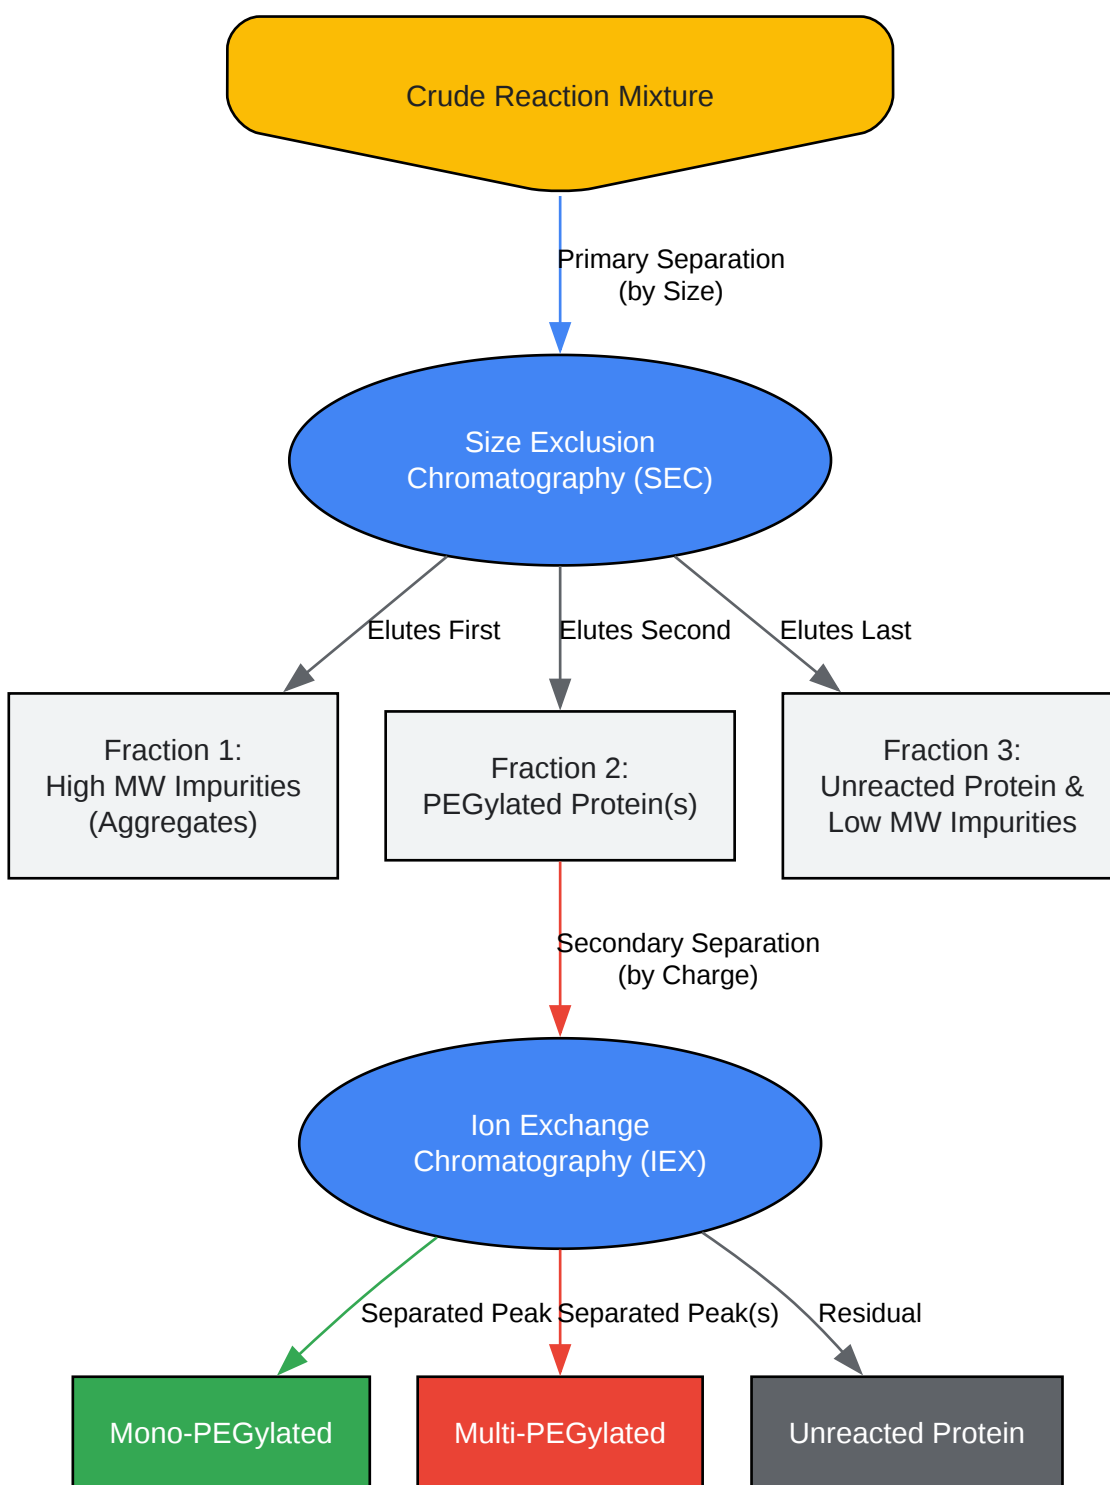 Crude Reaction Mixture
Primary Separation
(by Size)
Size Exclusion
Chromatography (SEC)
Elutes First
Elutes Second
Elutes Last
Fraction 1:
High MW Impurities
(Aggregates)
Fraction 2:
PEGylated Protein(s)
Fraction 3:
Unreacted Protein &
Low MW Impurities
Secondary Separation
(by Charge)
Ion Exchange
Chromatography (IEX)
Separated Peak
Separated Peak(s)
Residual
Mono-PEGylated
Multi-PEGylated
Unreacted Protein